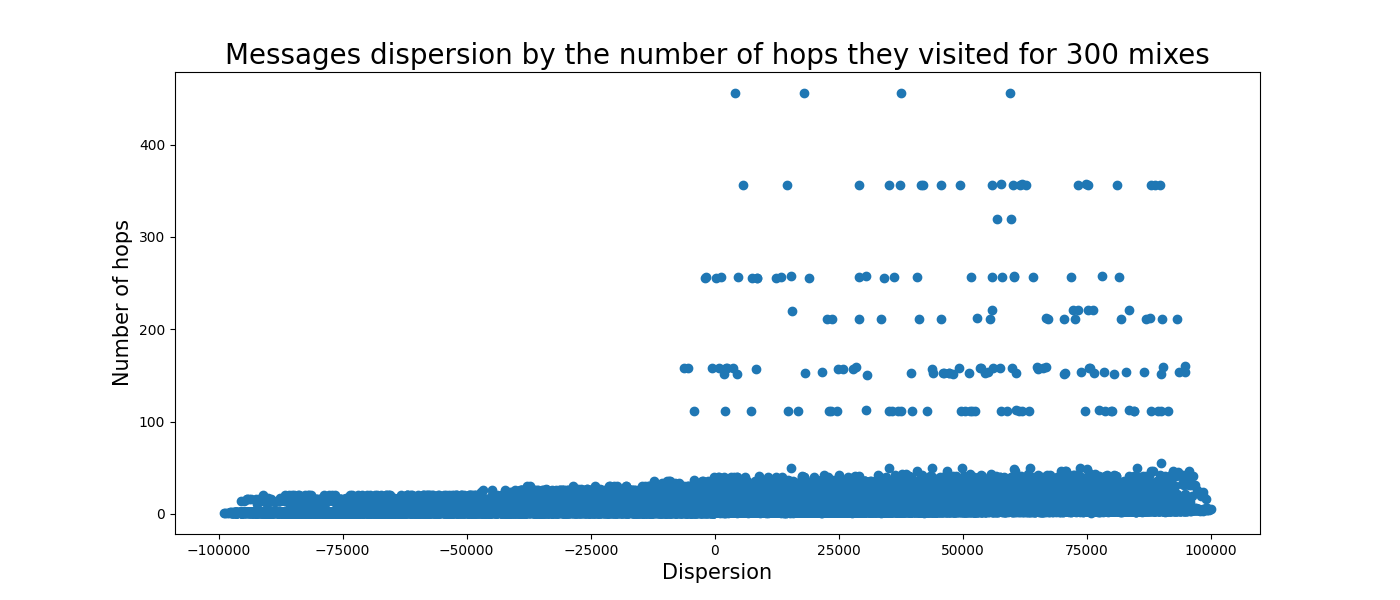 Messages dispersion by the number of hops they visited for 300 mixes
Number of hops
400
300
200
100
0
−100000 −75000 −50000 −25000 0 25000 50000 75000 100000
Dispersion